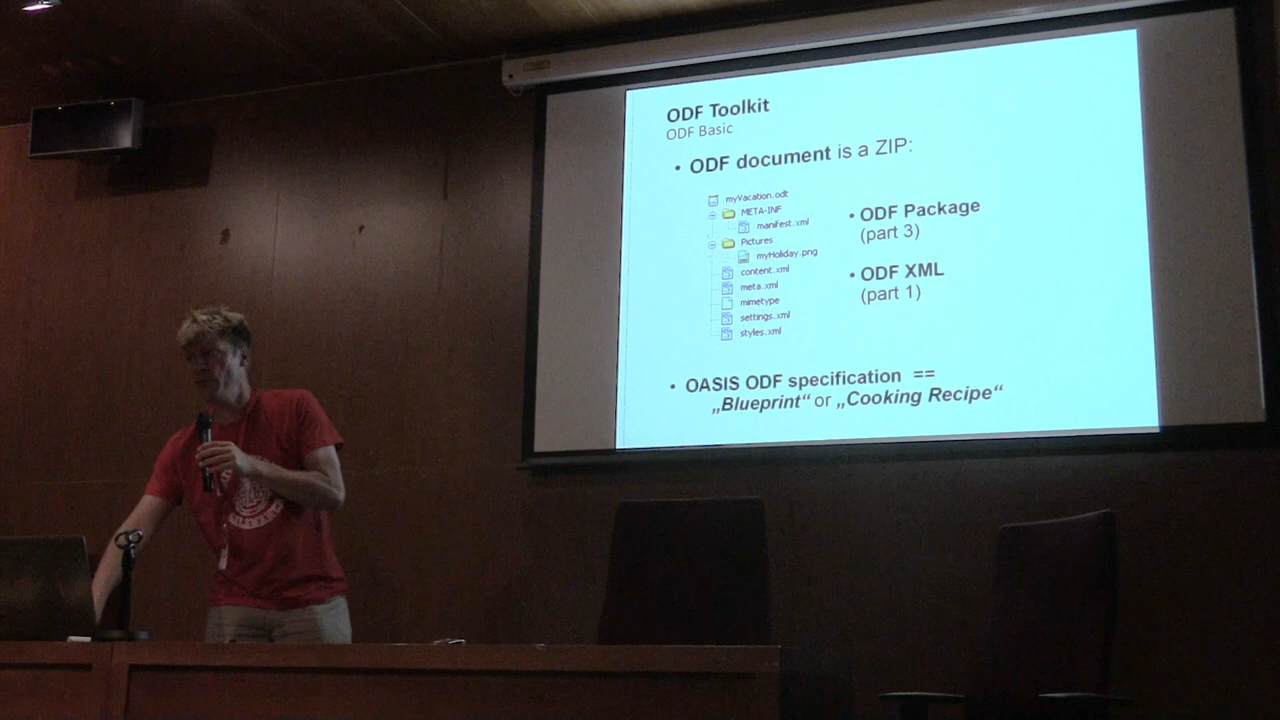 ODF Toolkit
ODF Basic
• ODF document is a ZIP:
myVacation.odt
META-INF
manifest.xml
Pictures
myHoliday.png
content.xml
meta.xml
mimetype
settings.xml
styles.xml
• ODF Package
(part 3)
• ODF XML
(part 1)
• OASIS ODF specification ==
„Blueprint“ or „Cooking Recipe“